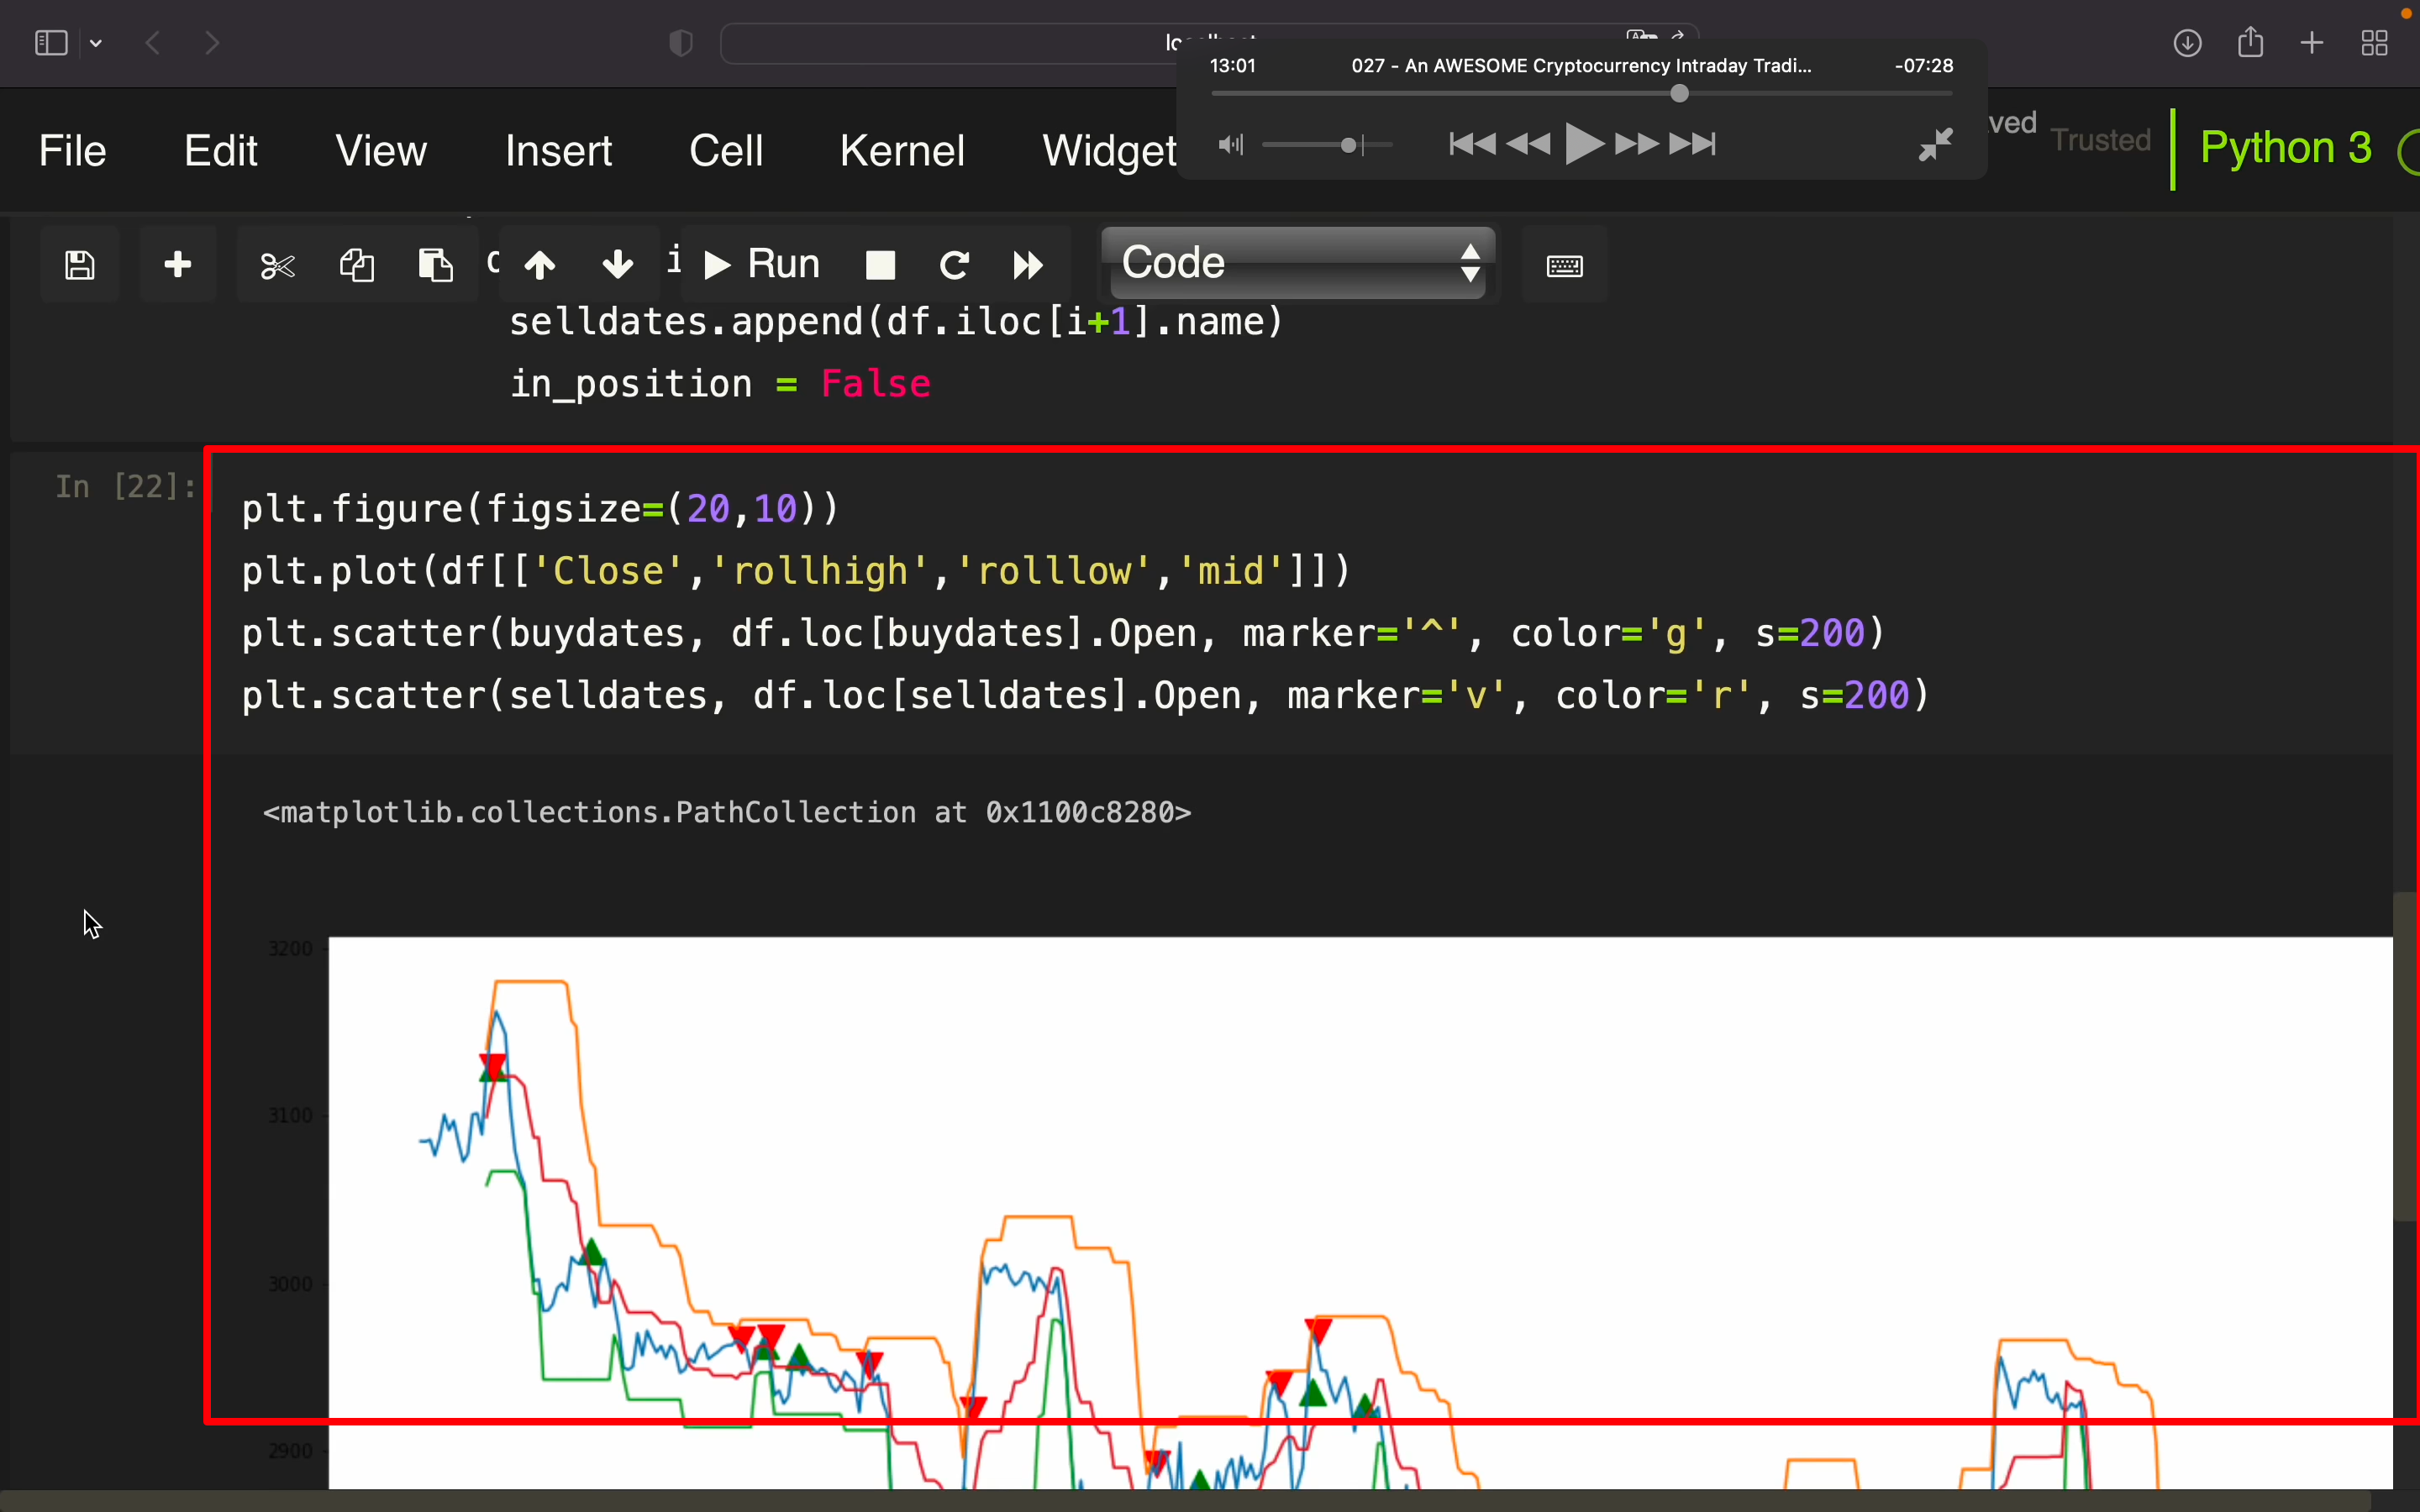 13:01 027 - An AWESOME Cryptocurrency Intraday Tradi... -07:28
File Edit View Insert Cell Kernel Widget ved Trusted Python 3
Run Code
selldates.append(df.iloc[i+1].name)
in_position = False
In [22]:
plt.figure(figsize=(20,10))
plt.plot(df[['Close','rollhigh','rolllow','mid']])
plt.scatter(buydates, df.loc[buydates].Open, marker='^', color='g', s=200)
plt.scatter(selldates, df.loc[selldates].Open, marker='v', color='r', s=200)
<matplotlib.collections.PathCollection at 0x1100c8280>
3200
3100
3000
2900